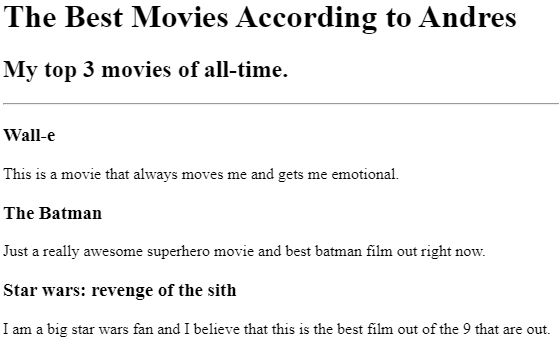 The Best Movies According to Andres
My top 3 movies of all-time.
Wall-e
This is a movie that always moves me and gets me emotional.
The Batman
Just a really awesome superhero movie and best batman film out right now.
Star wars: revenge of the sith
I am a big star wars fan and I believe that this is the best film out of the 9 that are out.